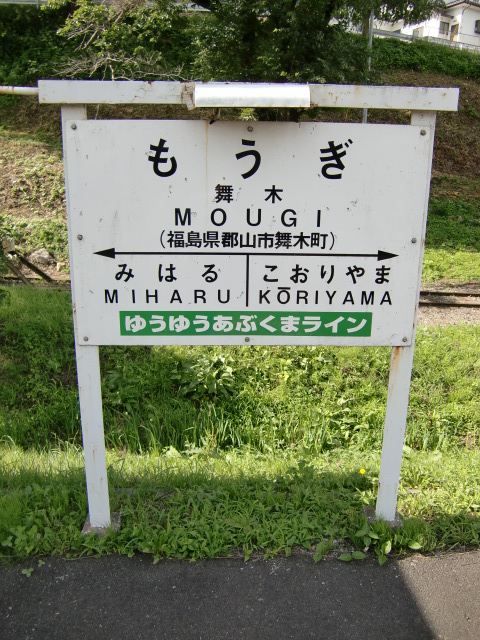 もうぎ
舞木
MOUGI
(福島県郡山市舞木町)
みはる こおりやま
MIHARU KŌRIYAMA
ゆうゆうあぶくまライン